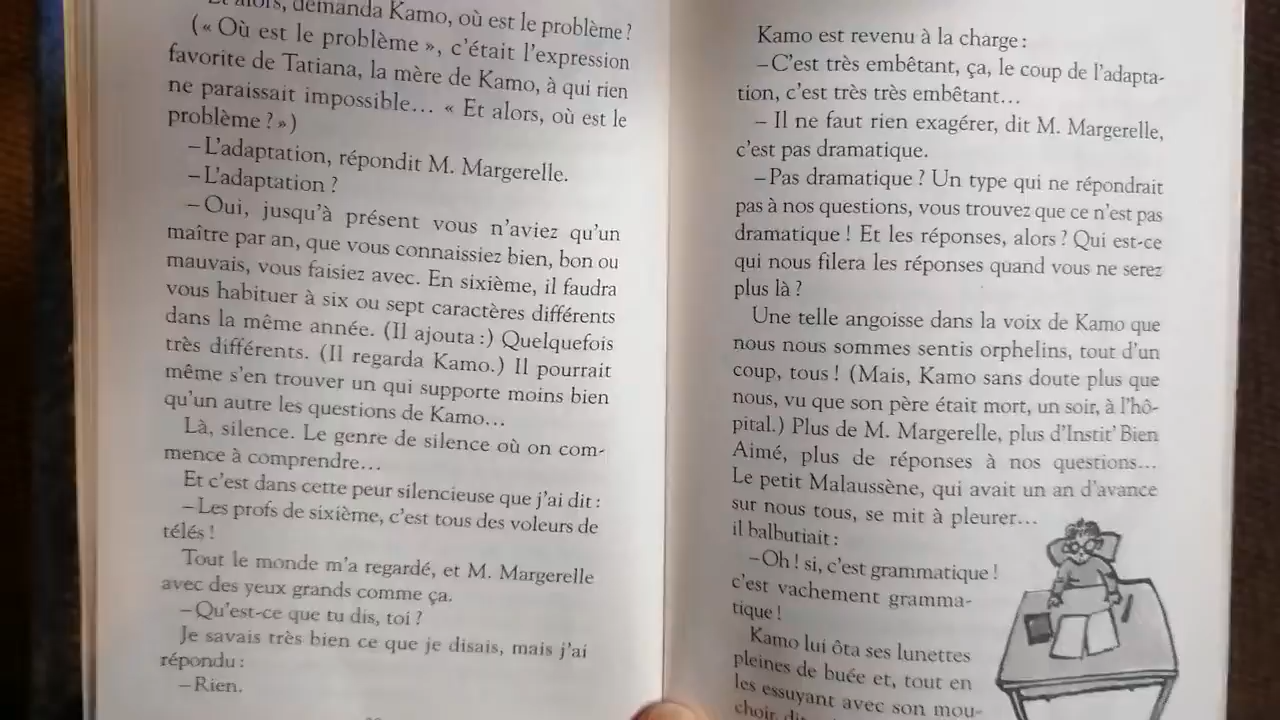 Et alors, demanda Kamo, où est le problème ?
(« Où est le problème », c'était l'expression
favorite de Tatiana, la mère de Kamo, à qui rien
ne paraissait impossible... « Et alors, où est le
problème ? »)
– L'adaptation, répondit M. Margerelle.
– L'adaptation ?
– Oui, jusqu'à présent vous n'aviez qu'un
maître par an, que vous connaissiez bien, bon ou
mauvais, vous faisiez avec. En sixième, il faudra
vous habituer à six ou sept caractères différents
dans la même année. (Il ajouta :) Quelquefois
très différents. (Il regarda Kamo.) Il pourrait
même s'en trouver un qui supporte moins bien
qu'un autre les questions de Kamo...
Là, silence. Le genre de silence où on com-
mence à comprendre...
Et c'est dans cette peur silencieuse que j'ai dit :
– Les profs de sixième, c'est tous des voleurs de
télés !
Tout le monde m'a regardé, et M. Margerelle
avec des yeux grands comme ça.
– Qu'est-ce que tu dis, toi ?
Je savais très bien ce que je disais, mais j'ai
répondu :
– Rien.
Kamo est revenu à la charge :
– C'est très embêtant, ça, le coup de l'adapta-
tion, c'est très très embêtant...
– Il ne faut rien exagérer, dit M. Margerelle,
c'est pas dramatique.
– Pas dramatique ? Un type qui ne répondrait
pas à nos questions, vous trouvez que ce n'est pas
dramatique ! Et les réponses, alors ? Qui est-ce
qui nous filera les réponses quand vous ne serez
plus là ?
Une telle angoisse dans la voix de Kamo que
nous nous sommes sentis orphelins, tout d'un
coup, tous ! (Mais, Kamo sans doute plus que
nous, vu que son père était mort, un soir, à l'hô-
pital.) Plus de M. Margerelle, plus d'Instit' Bien
Aimé, plus de réponses à nos questions...
Le petit Malaussène, qui avait un an d'avance
sur nous tous, se mit à pleurer...
il balbutiait :
– Oh ! si, c'est grammatique !
c'est vachement gramma-
tique !
Kamo lui ôta ses lunettes
pleines de buée et, tout en
les essuyant avec son mou-
choir,